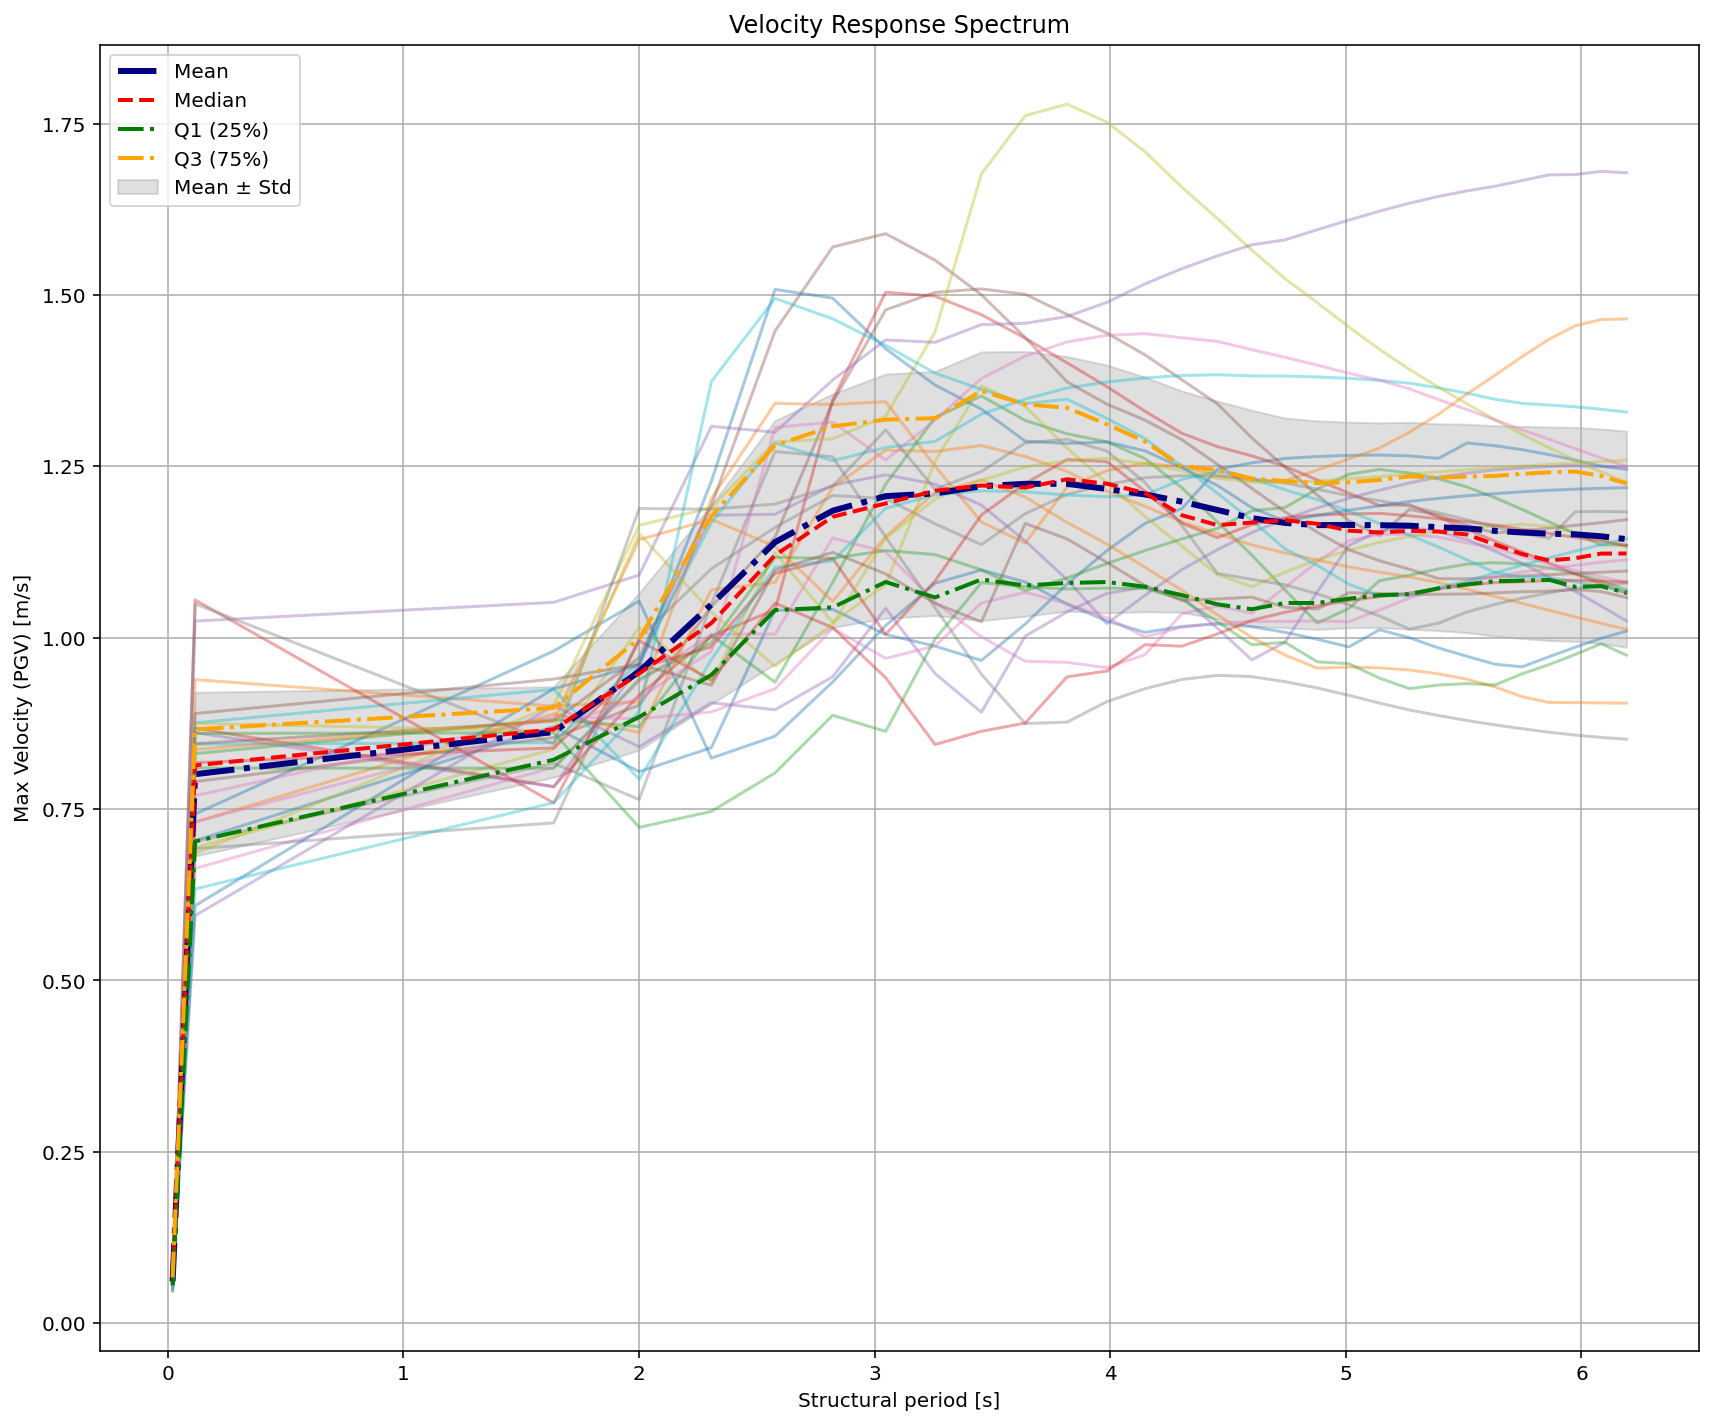 Velocity Response Spectrum
Mean
Median
Q1 (25%)
Q3 (75%)
Mean ± Std
Max Velocity (PGV) [m/s]
1.75
1.50
1.25
1.00
0.75
0.50
0.25
0.00
0 1 2 3 4 5 6
Structural period [s]